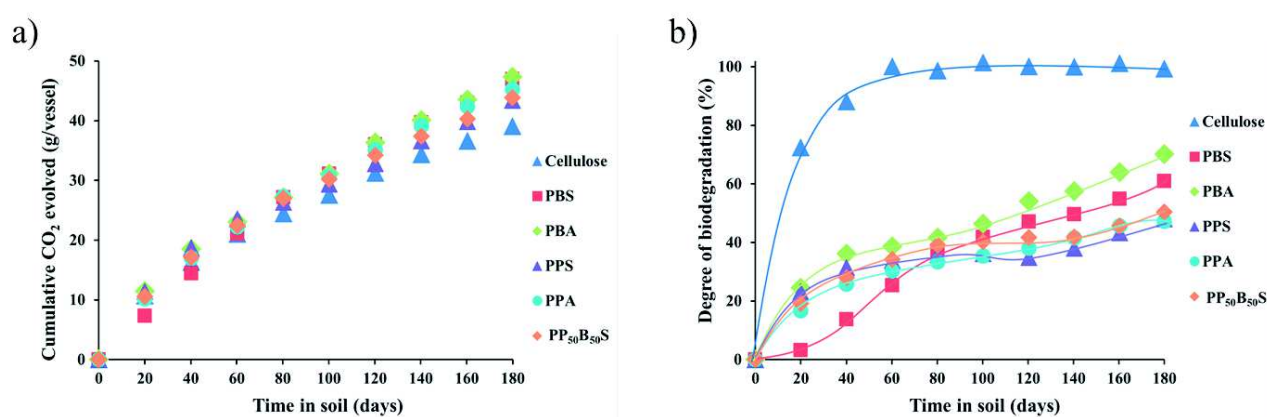 a)
Cumulative CO₂ evolved (g/vessel)
50
40
30
20
10
0
0 20 40 60 80 100 120 140 160 180
Time in soil (days)
Cellulose
PBS
PBA
PPS
PPA
PP₅₀B₅₀S
b)
Degree of biodegradation (%)
100
80
60
40
20
0
0 20 40 60 80 100 120 140 160 180
Time in soil (days)
Cellulose
PBS
PBA
PPS
PPA
PP₅₀B₅₀S